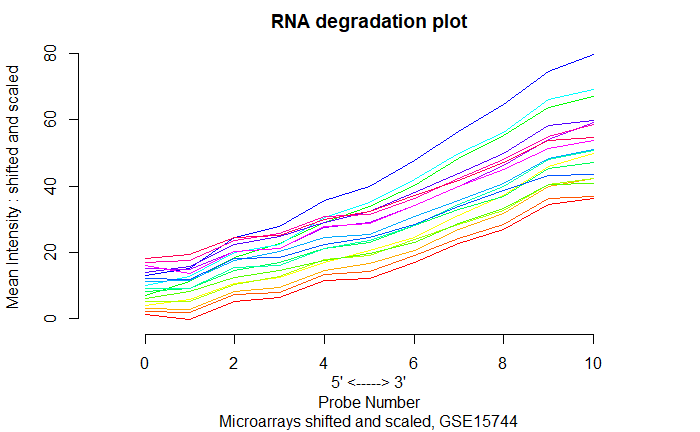 RNA degradation plot
Mean Intensity : shifted and scaled
80
60
40
20
0
0 2 4 6 8 10
5' <-----> 3'
Probe Number
Microarrays shifted and scaled, GSE15744